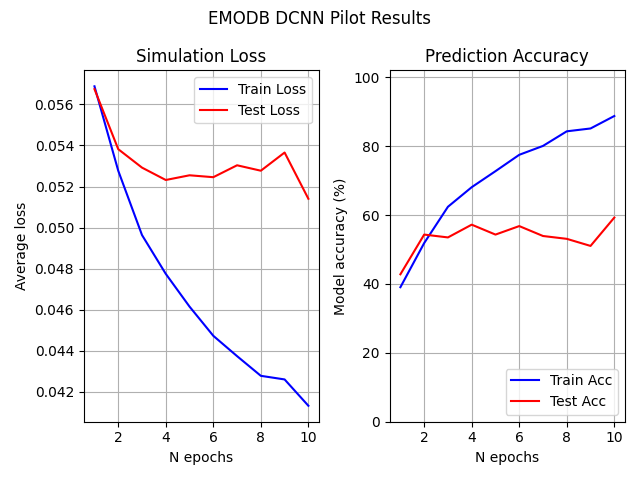 EMODB DCNN Pilot Results
Simulation Loss
Average loss
0.056
0.054
0.052
0.050
0.048
0.046
0.044
0.042
2 4 6 8 10
N epochs
Train Loss
Test Loss
Prediction Accuracy
Model accuracy (%)
100
80
60
40
20
0
2 4 6 8 10
N epochs
Train Acc
Test Acc